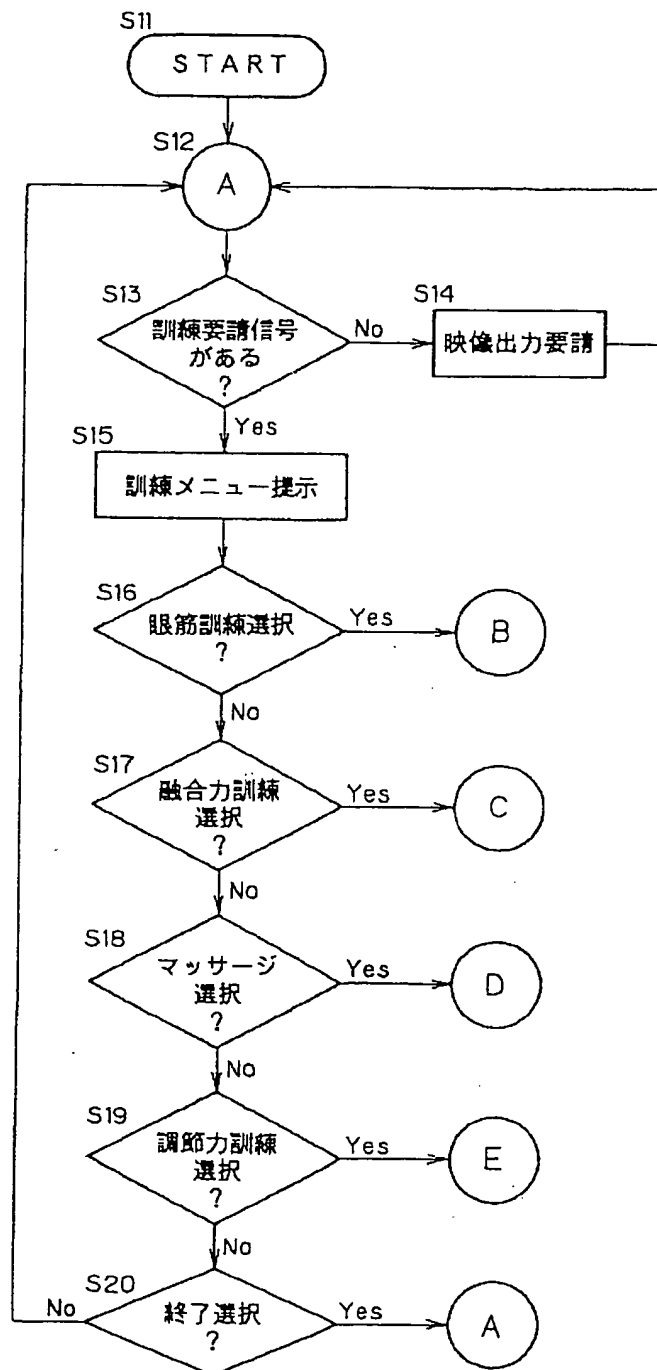 S11
START
S12
A
S13
訓練要請信号
がある
?
No
S14
映像出力要請
Yes
S15
訓練メニュー提示
S16
眼筋訓練選択
?
Yes
B
No
S17
融合力訓練
選択
?
Yes
C
No
S18
マッサージ
選択
?
Yes
D
No
S19
調節力訓練
選択
?
Yes
E
No
S20
No
終了選択
?
Yes
A